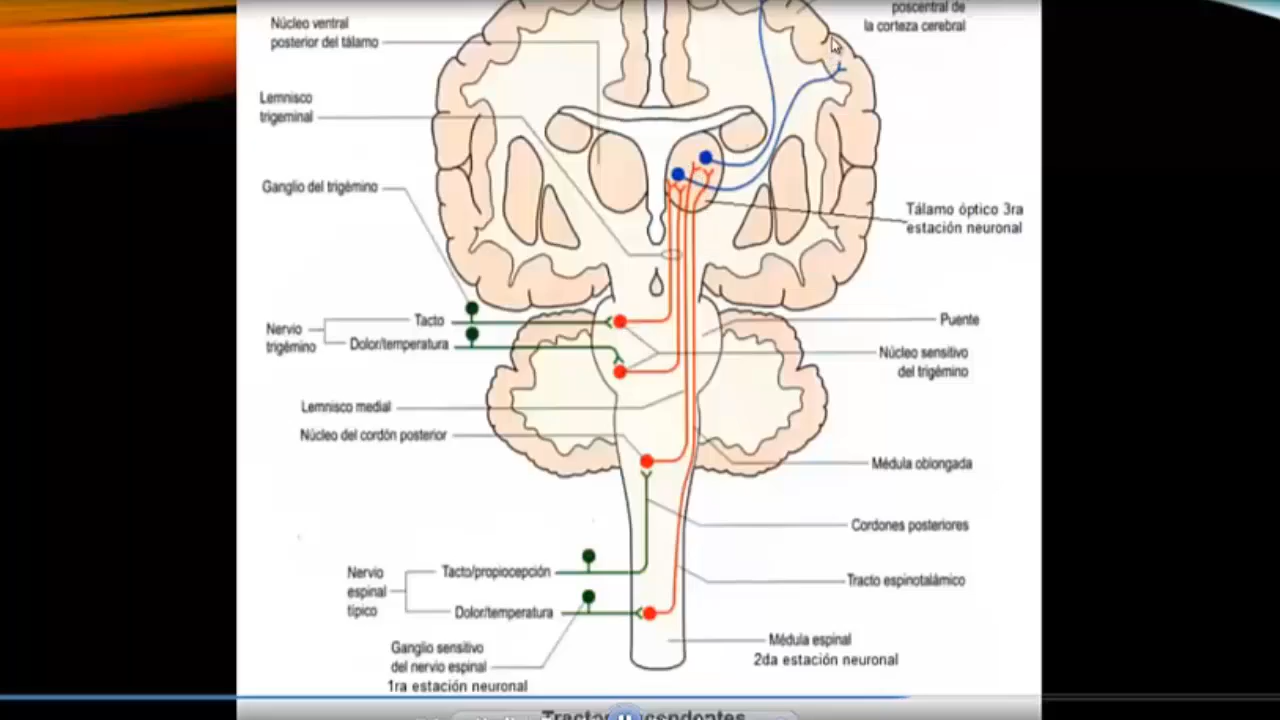 Núcleo ventral
posterior del tálamo
poscentral de
la corteza cerebral
Lemnisco
trigeminal
Ganglio del trigémino
Tálamo óptico 3ra
estación neuronal
Nervio
trigémino
Tacto
Dolor/temperatura
Puente
Núcleo sensitivo
del trigémino
Lemnisco medial
Núcleo del cordón posterior
Médula oblongada
Cordones posteriores
Nervio
espinal
típico
Tacto/propiocepción
Dolor/temperatura
Tracto espinotalámico
Ganglio sensitivo
del nervio espinal
1ra estación neuronal
Médula espinal
2da estación neuronal